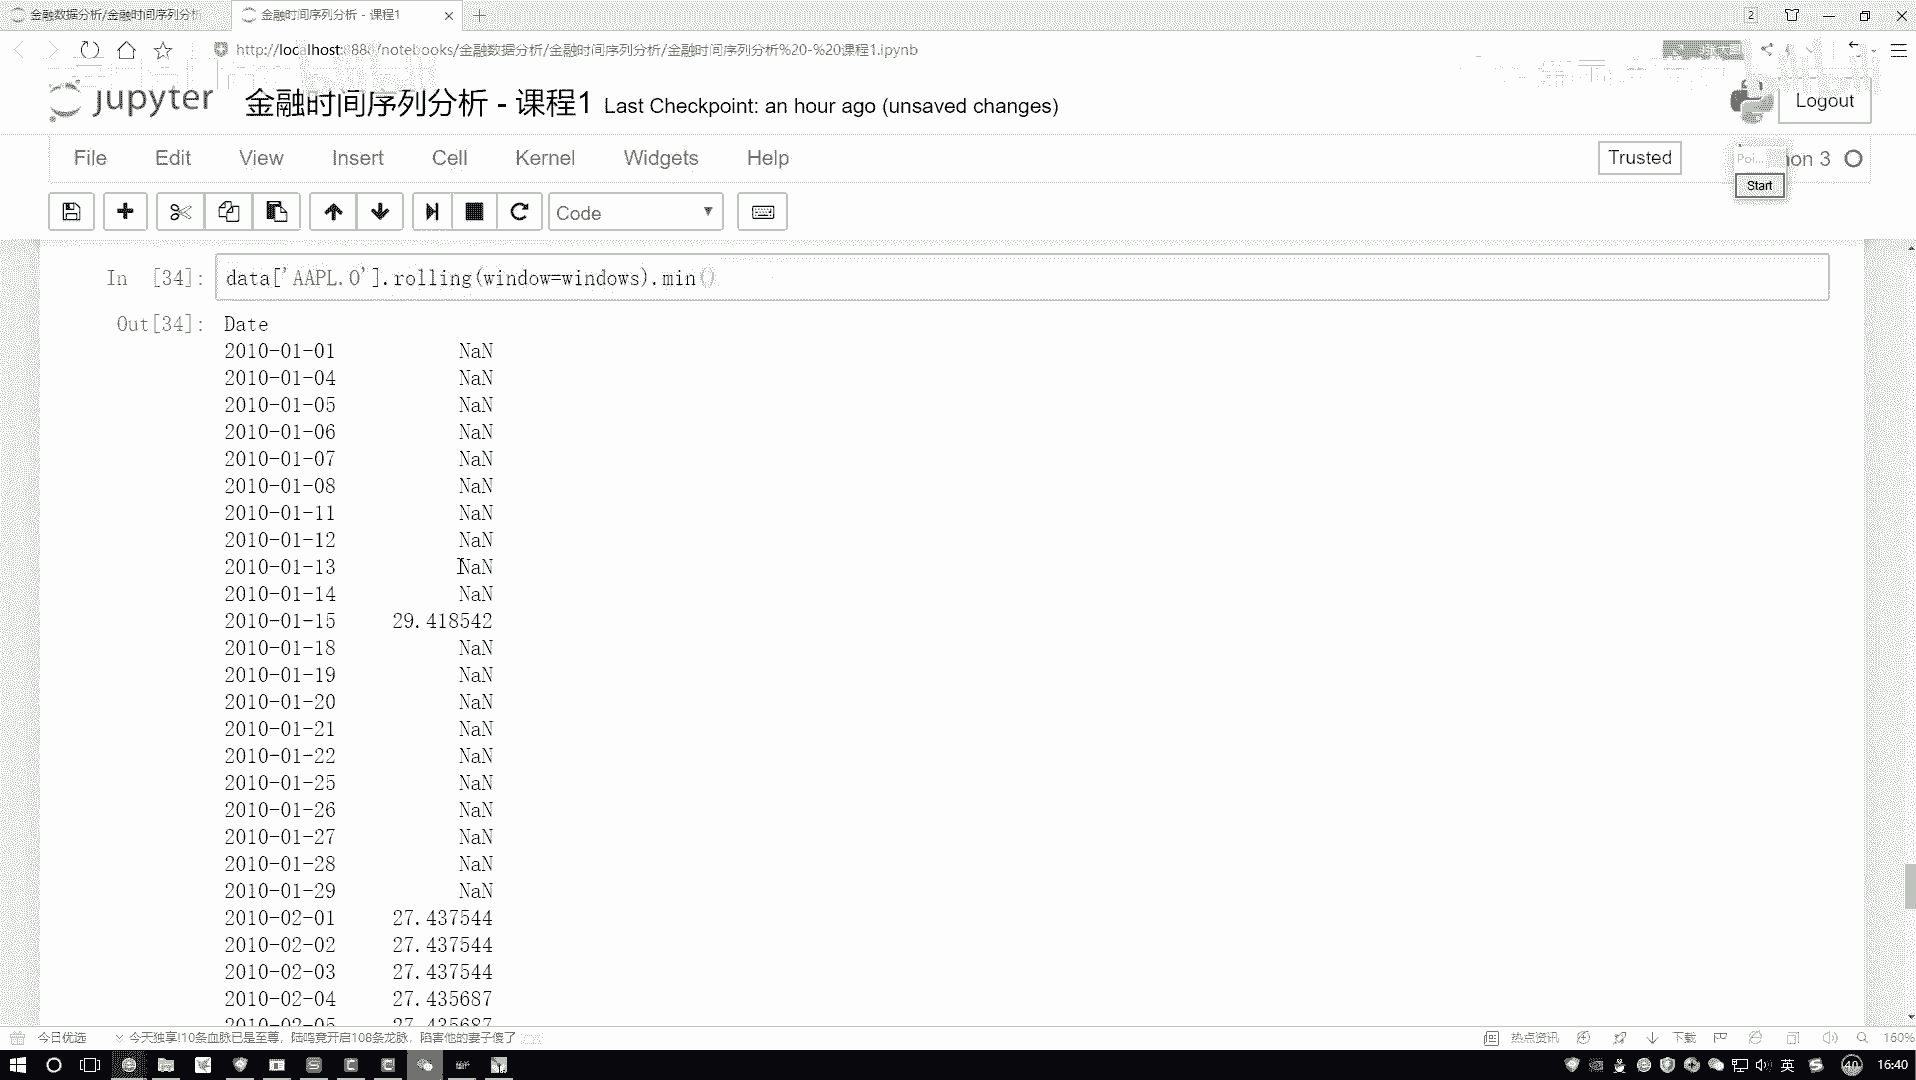 金融数据分析/金融时间序列分析
金融时间序列分析 - 课程1
2
http://localhost:888/notebooks/金融数据分析/金融时间序列分析/金融时间序列分析%20-%20课程1.ipynb
jupyter
金融时间序列分析 - 课程1 Last Checkpoint: an hour ago (unsaved changes)
Logout
File Edit View Insert Cell Kernel Widgets Help
Trusted
Poi... on 3
Start
Code
In [34]: data['AAPL.O'].rolling(window=windows).min()
Out[34]: Date
2010-01-01 NaN
2010-01-04 NaN
2010-01-05 NaN
2010-01-06 NaN
2010-01-07 NaN
2010-01-08 NaN
2010-01-11 NaN
2010-01-12 NaN
2010-01-13 NaN
2010-01-14 NaN
2010-01-15 29.418542
2010-01-18 NaN
2010-01-19 NaN
2010-01-20 NaN
2010-01-21 NaN
2010-01-22 NaN
2010-01-25 NaN
2010-01-26 NaN
2010-01-27 NaN
2010-01-28 NaN
2010-01-29 NaN
2010-02-01 27.437544
2010-02-02 27.437544
2010-02-03 27.437544
2010-02-04 27.435687
2010-02-05 27.435687
今日优选 今天独享!10条血脉已是至尊，陆鸣竟开启108条龙脉，陷害他的妻子傻了
热点资讯 下载 160%
英 40 16:40